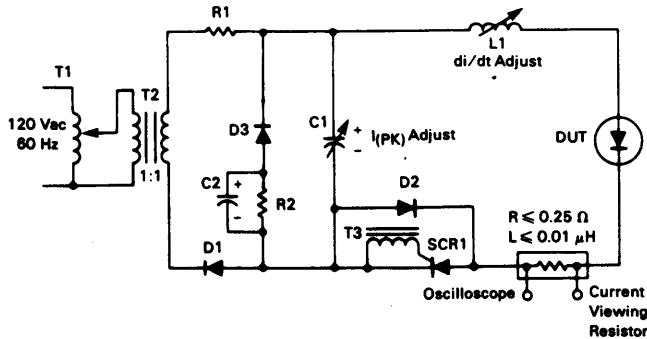 R1
L1
di/dt Adjust
T1
T2
120 Vac
60 Hz
1:1
D3
C1
+
-
I(PK) Adjust
DUT
C2
+
-
R2
D2
T3
SCR1
R ⩽ 0.25 Ω
L ⩽ 0.01 μH
D1
Oscilloscope
Current
Viewing
Resistor